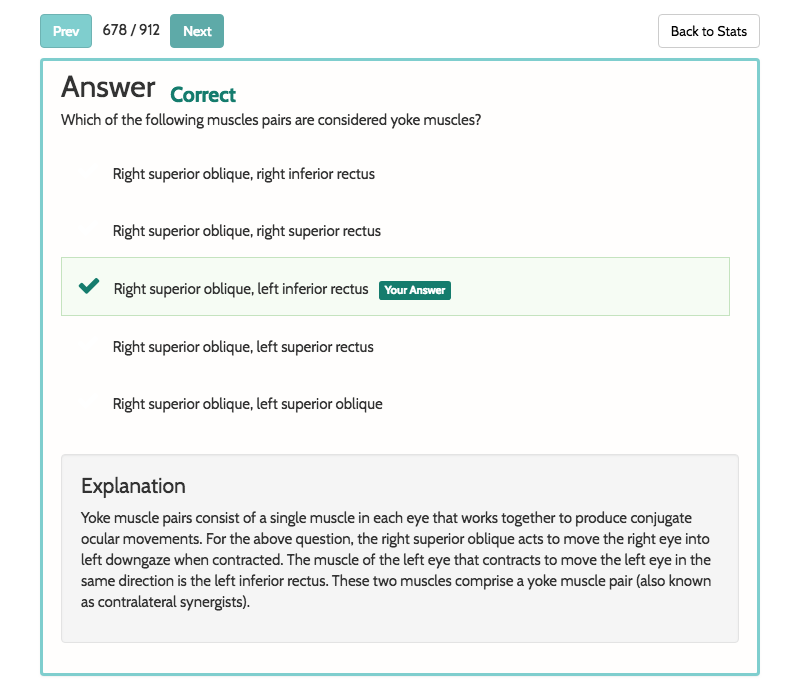 Prev 678 / 912 Next Back to Stats
Answer Correct
Which of the following muscles pairs are considered yoke muscles?
Right superior oblique, right inferior rectus
Right superior oblique, right superior rectus
Right superior oblique, left inferior rectus Your Answer
Right superior oblique, left superior rectus
Right superior oblique, left superior oblique
Explanation
Yoke muscle pairs consist of a single muscle in each eye that works together to produce conjugate
ocular movements. For the above question, the right superior oblique acts to move the right eye into
left downgaze when contracted. The muscle of the left eye that contracts to move the left eye in the
same direction is the left inferior rectus. These two muscles comprise a yoke muscle pair (also known
as contralateral synergists).